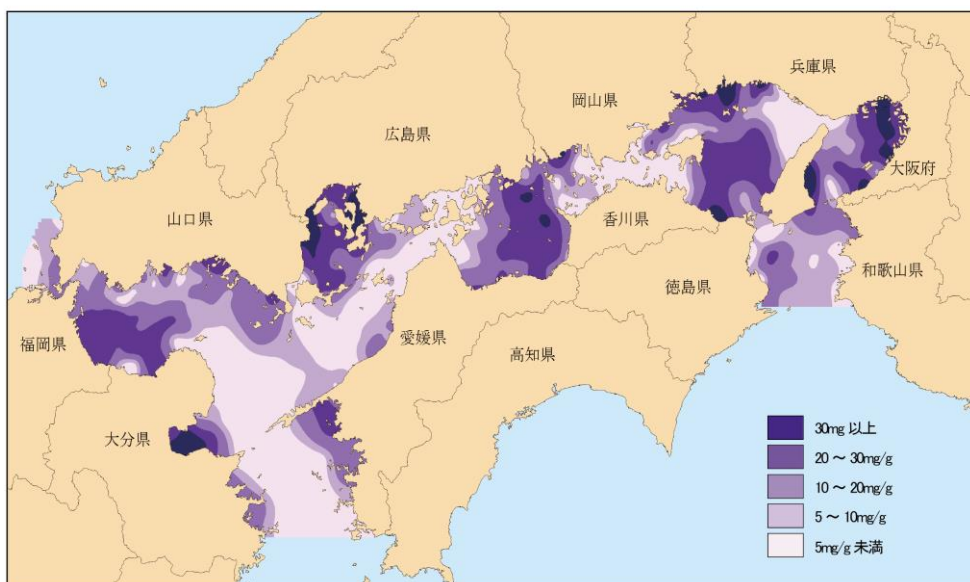 兵庫県
岡山県
広島県
大阪府
山口県
香川県
和歌山県
徳島県
愛媛県
福岡県
高知県
大分県
30mg 以上
20 ～ 30mg/g
10 ～ 20mg/g
5 ～ 10mg/g
5mg/g 未満